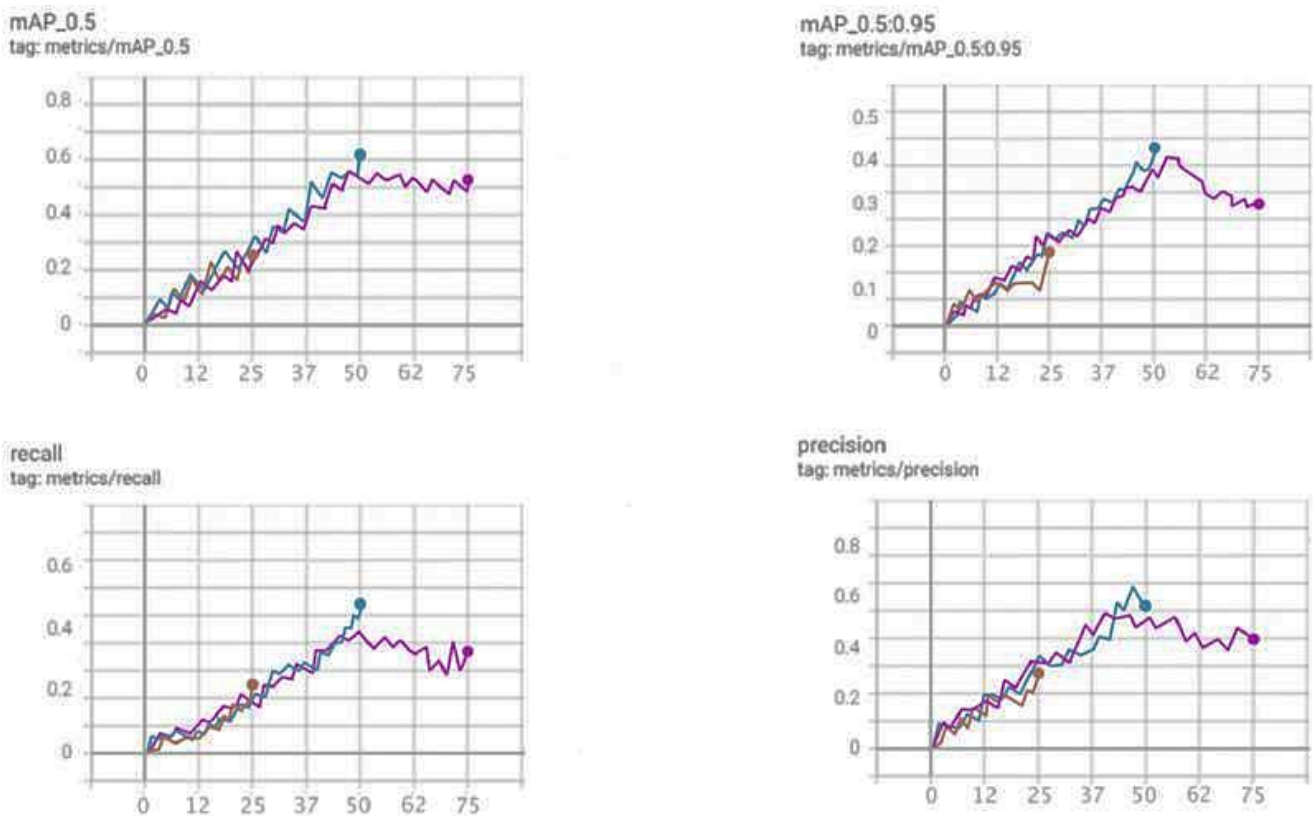 mAP_0.5
tag: metrics/mAP_0.5
0.8
0.6
0.4
0.2
0
0 12 25 37 50 62 75
mAP_0.5:0.95
tag: metrics/mAP_0.5:0.95
0.5
0.4
0.3
0.2
0.1
0
0 12 25 37 50 62 75
recall
tag: metrics/recall
0.6
0.4
0.2
0
0 12 25 37 50 62 75
precision
tag: metrics/precision
0.8
0.6
0.4
0.2
0
0 12 25 37 50 62 75